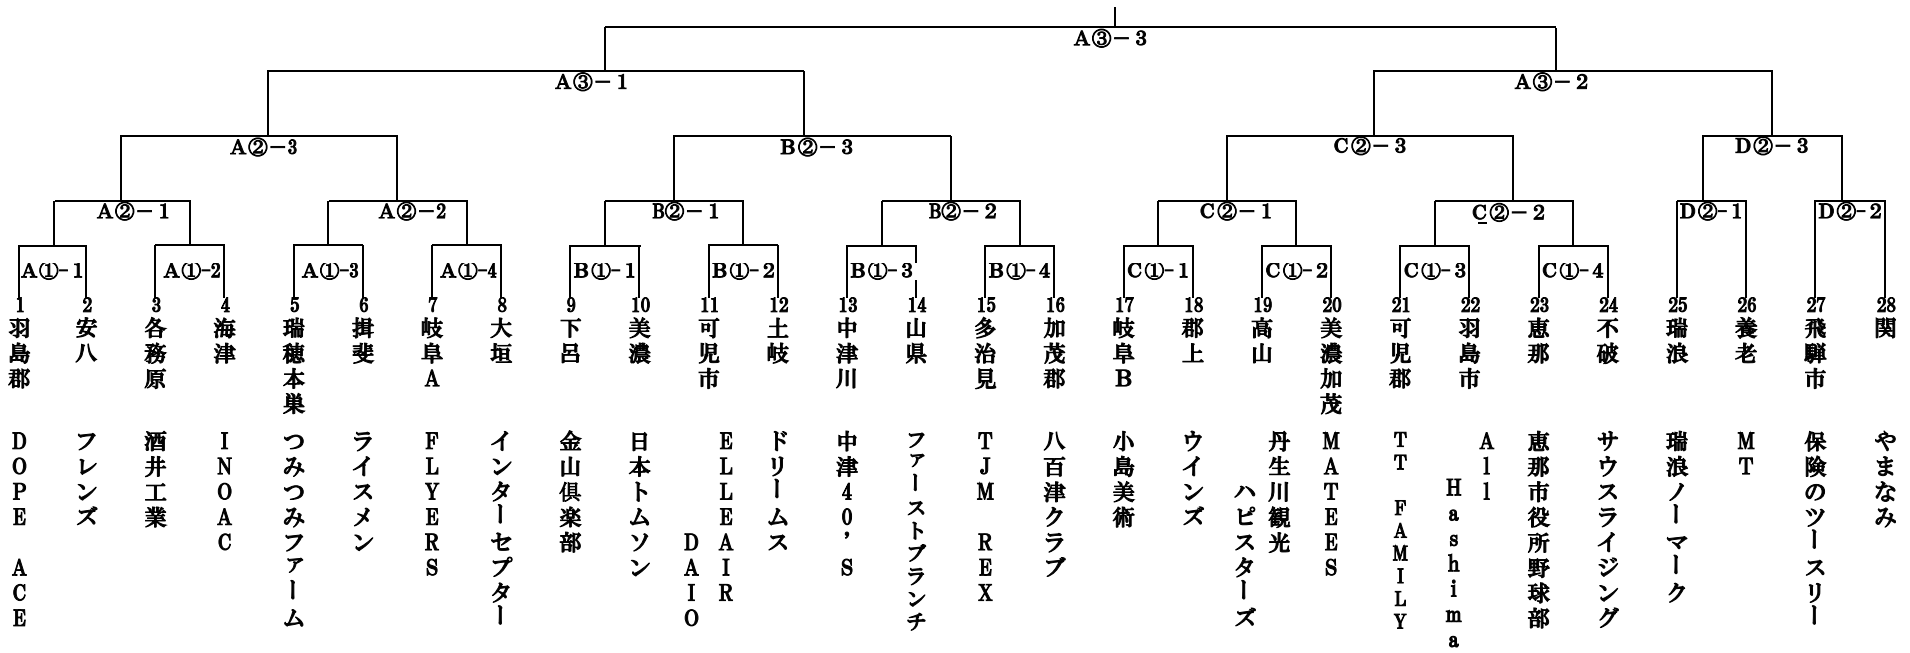 A③－3
A③－1
A③－2
A②－3
B②－3
C②－3
D②－3
A②－1
A②－2
B②－1
B②－2
C②－1
C②－2
D②-1
D②-2
A①-1
A①-2
A①-3
A①-4
B①-1
B①-2
B①-3
B①-4
C①-1
C①-2
C①-3
C①-4
1 羽島郡 DOPE ACE
2 安八 フレンズ
3 各務原 酒井工業
4 海津 INOAC
5 瑞穂本巣 つみつみファーム
6 揖斐 ライスメン
7 岐阜A FLYERS
8 大垣 インターセプター
9 下呂 金山倶楽部
10 美濃 日本トムソン
11 可児市 ELLEAIR DAIO
12 土岐 ドリームス
13 中津川 中津40’S
14 山県 ファーストブランチ
15 多治見 TJM REX
16 加茂郡 八百津クラブ
17 岐阜B 小島美術
18 郡上 ウインズ
19 高山 丹生川観光 ハピスターズ
20 美濃加茂 MATEES
21 可児郡 TT FAMILY
22 羽島市 All Hashima
23 恵那 恵那市役所野球部
24 不破 サウスライジング
25 瑞浪 瑞浪ノーマーク
26 養老 MT
27 飛騨市 保険のツースリー
28 関 やまなみ